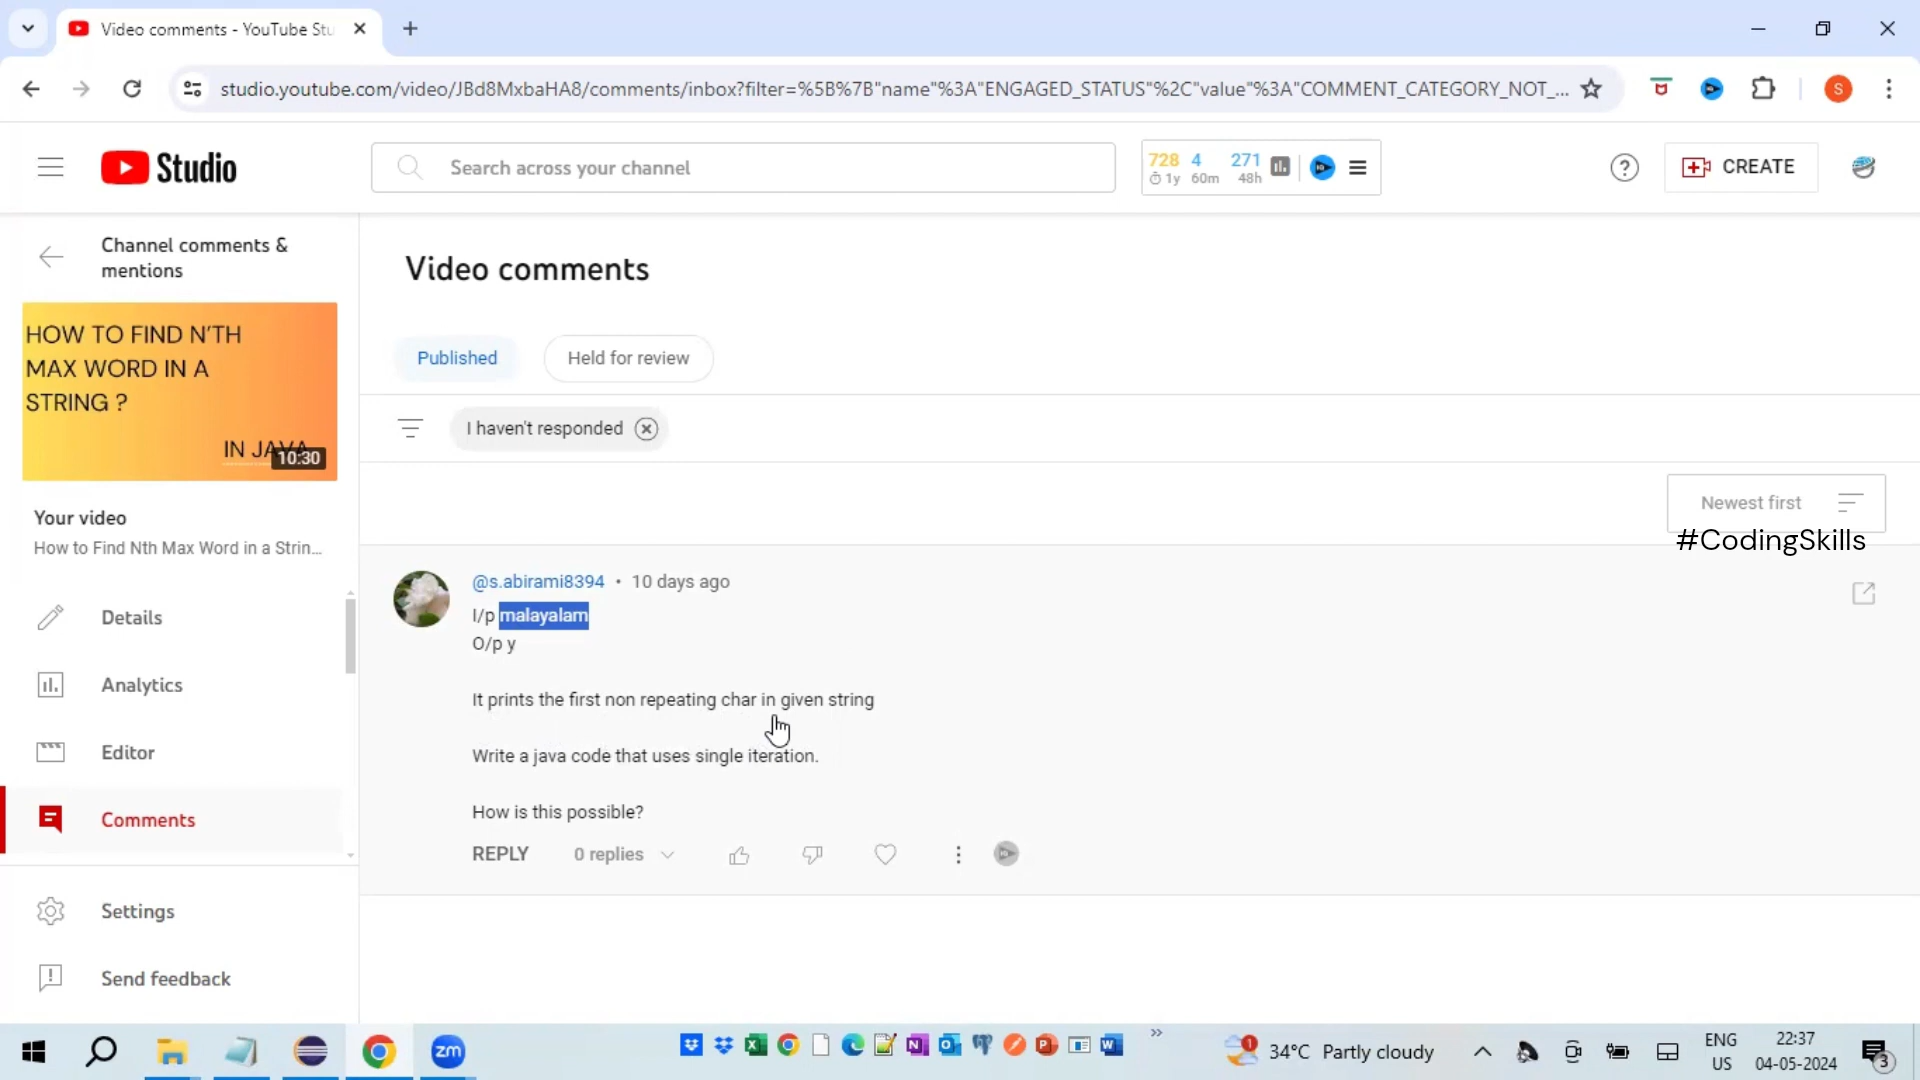 Video comments - YouTube Stu
studio.youtube.com/video/JBd8MxbaHA8/comments/inbox?filter=%5B%7B"name"%3A"ENGAGED_STATUS"%2C"value"%3A"COMMENT_CATEGORY_NOT_...
S
Studio
Search across your channel
728 4 271
1y 60m 48h
CREATE
Channel comments &
mentions
HOW TO FIND N'TH
MAX WORD IN A
STRING ?
IN JAVA
10:30
Your video
How to Find Nth Max Word in a Strin...
Details
Analytics
Editor
Comments
Settings
Send feedback
Video comments
Published
Held for review
I haven't responded
Newest first
#CodingSkills
@s.abirami8394 • 10 days ago
I/p malayalam
O/p y
It prints the first non repeating char in given string
Write a java code that uses single iteration.
How is this possible?
REPLY
0 replies
zm
34°C Partly cloudy
ENG
US
22:37
04-05-2024
3